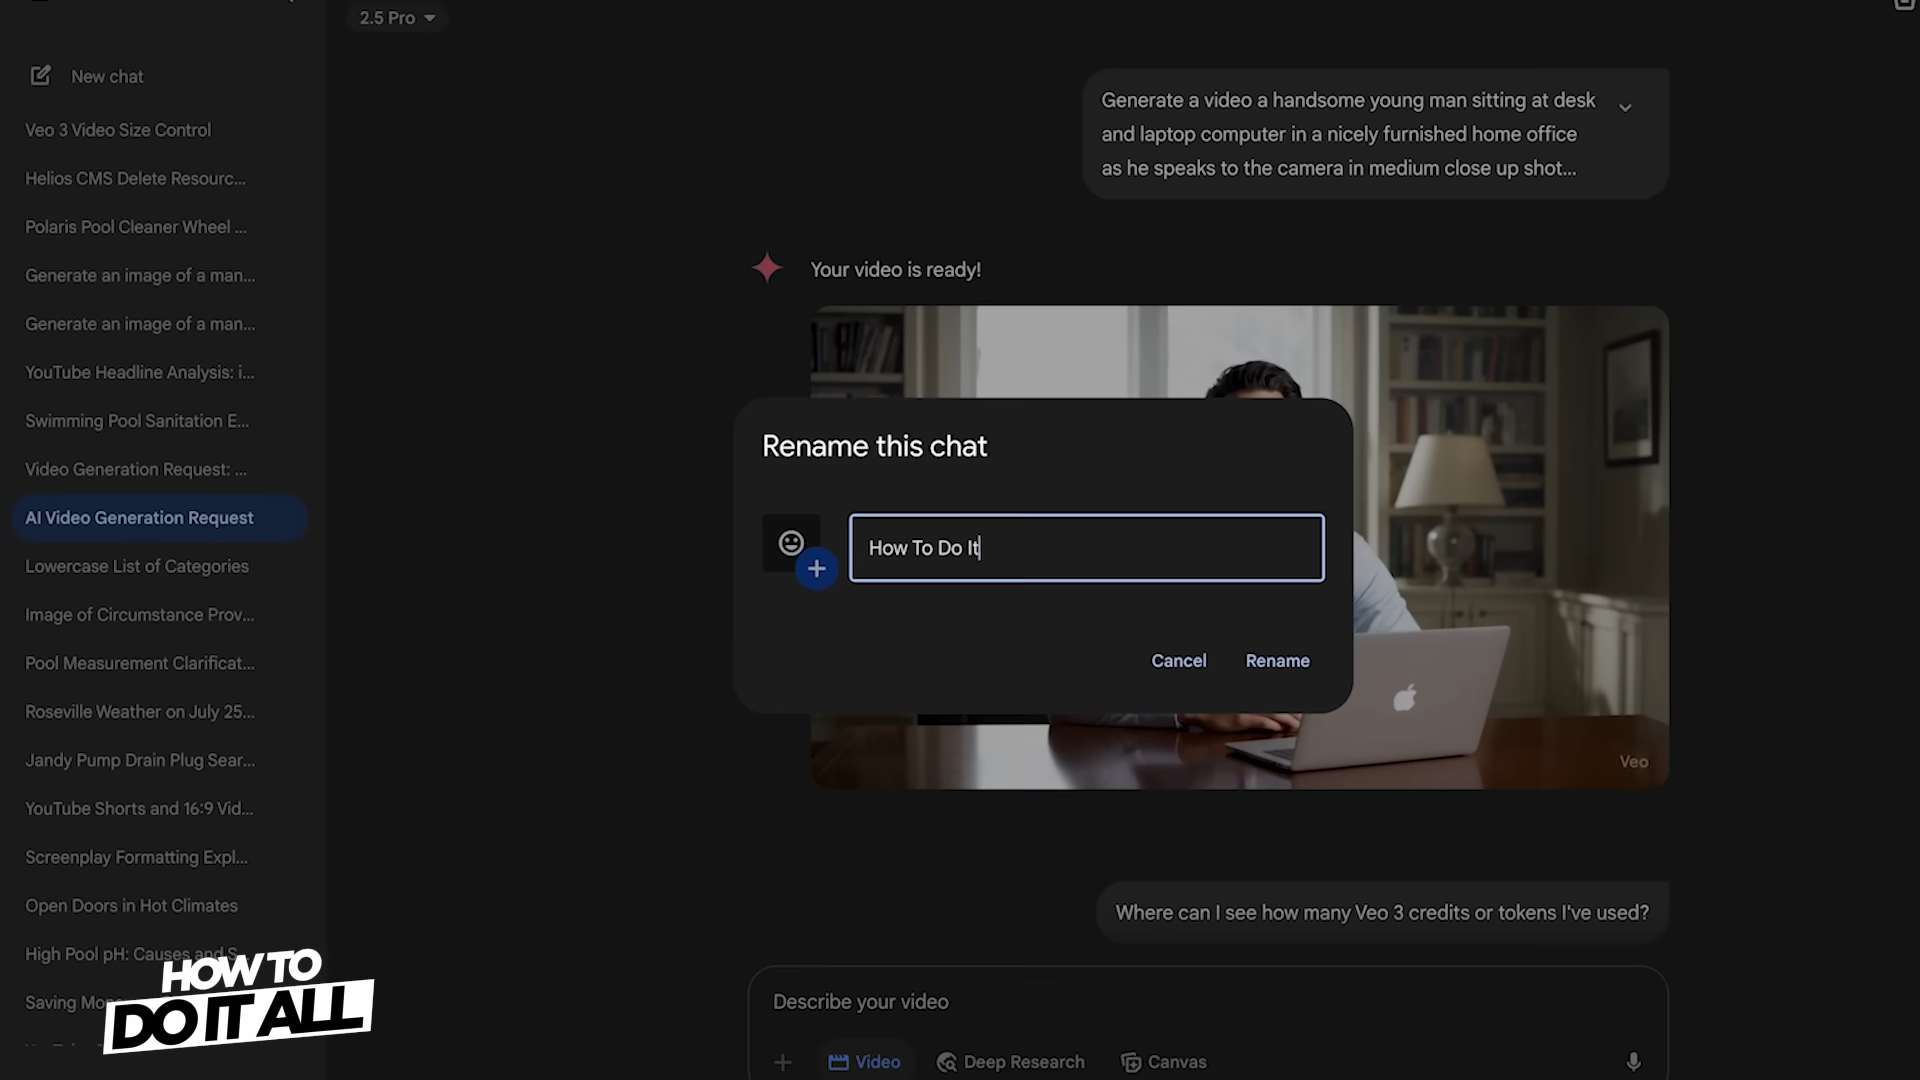 2.5 Pro
New chat
Veo 3 Video Size Control
Helios CMS Delete Resourc...
Polaris Pool Cleaner Wheel ...
Generate an image of a man...
Generate an image of a man...
YouTube Headline Analysis: i...
Swimming Pool Sanitation E...
Video Generation Request: ...
AI Video Generation Request
Lowercase List of Categories
Image of Circumstance Prov...
Pool Measurement Clarificat...
Roseville Weather on July 25...
Jandy Pump Drain Plug Sear...
YouTube Shorts and 16:9 Vid...
Screenplay Formatting Expl...
Open Doors in Hot Climates
High Pool pH: Causes and S...
Saving
HOW TO
DO IT ALL
Generate a video a handsome young man sitting at desk
and laptop computer in a nicely furnished home office
as he speaks to the camera in medium close up shot...
Your video is ready!
Rename this chat
How To Do It
Cancel
Rename
Veo
Where can I see how many Veo 3 credits or tokens I've used?
Describe your video
Video
Deep Research
Canvas